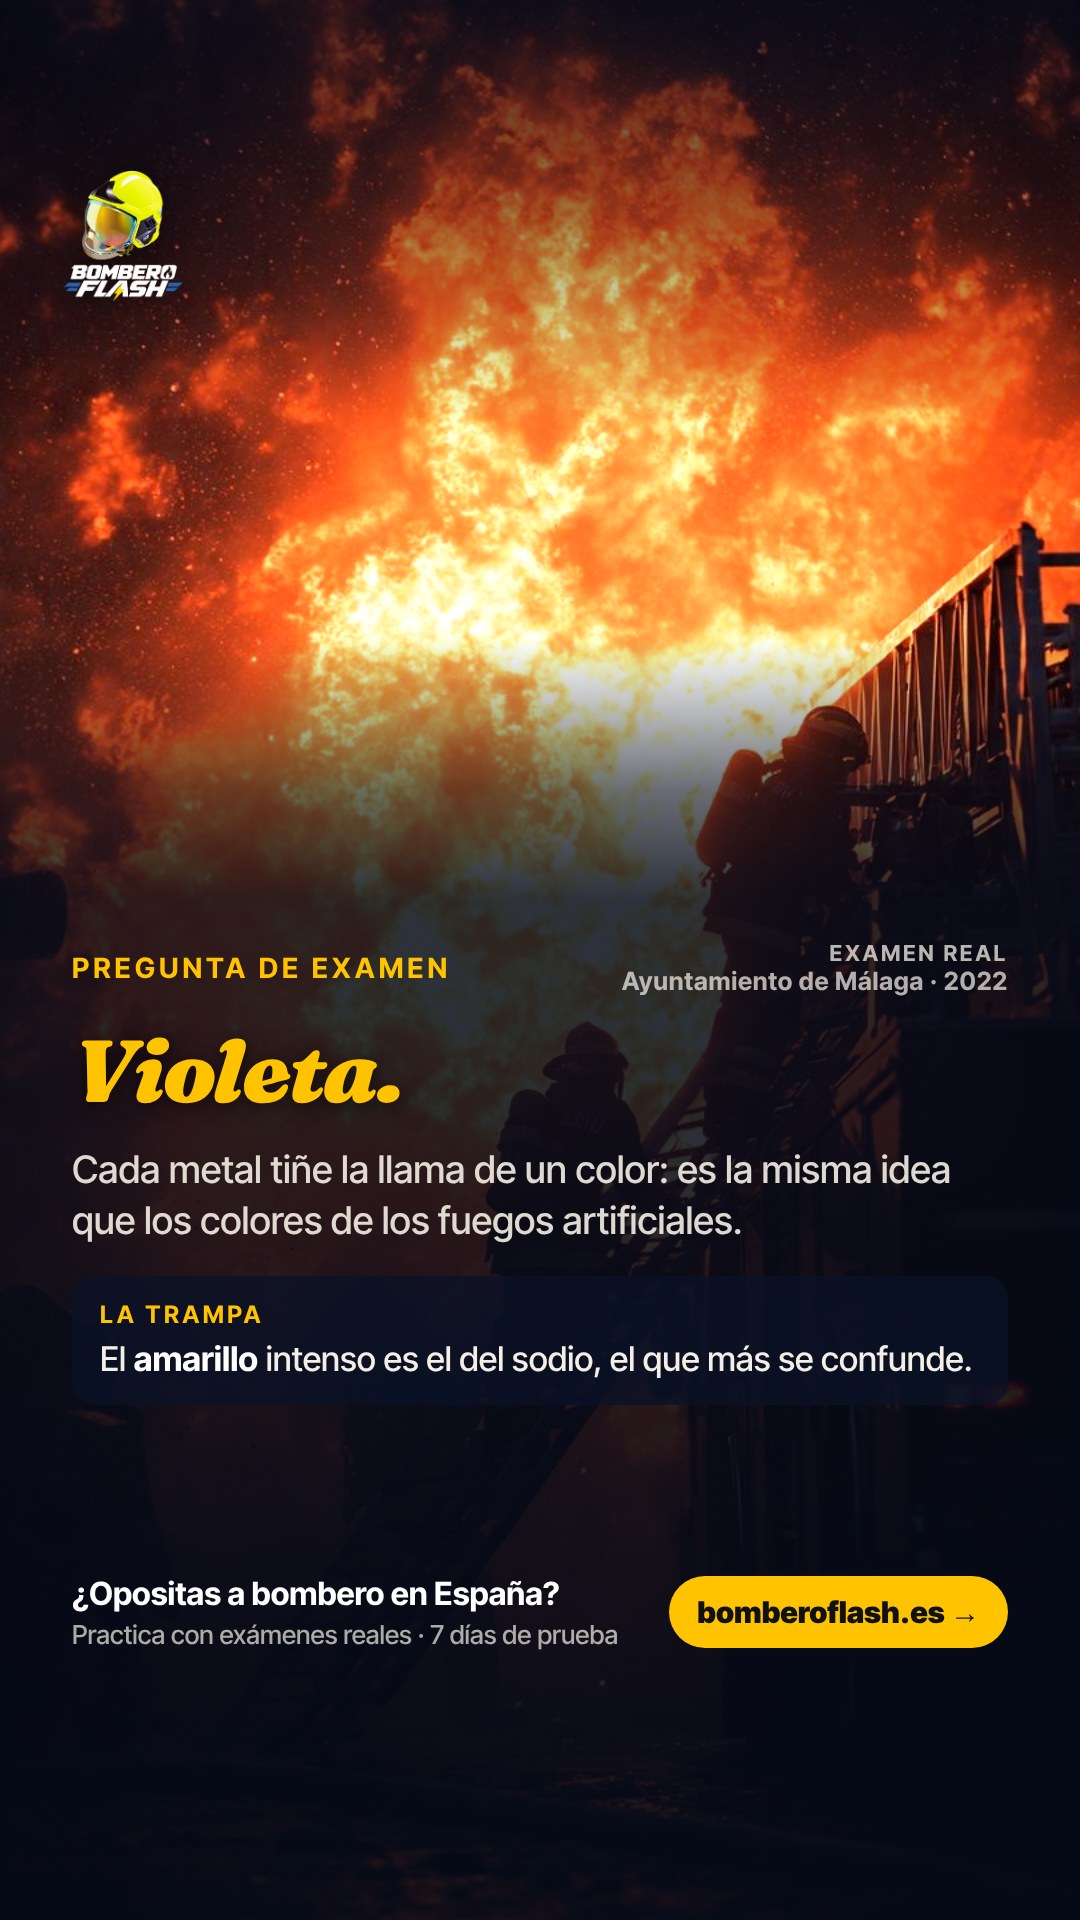 BOMBERO
FLASH
PREGUNTA DE EXAMEN
EXAMEN REAL
Ayuntamiento de Málaga · 2022
Violeta.
Cada metal tiñe la llama de un color: es la misma idea
que los colores de los fuegos artificiales.
LA TRAMPA
El amarillo intenso es el del sodio, el que más se confunde.
¿Opositas a bombero en España?
Practica con exámenes reales · 7 días de prueba
bomberoflash.es →